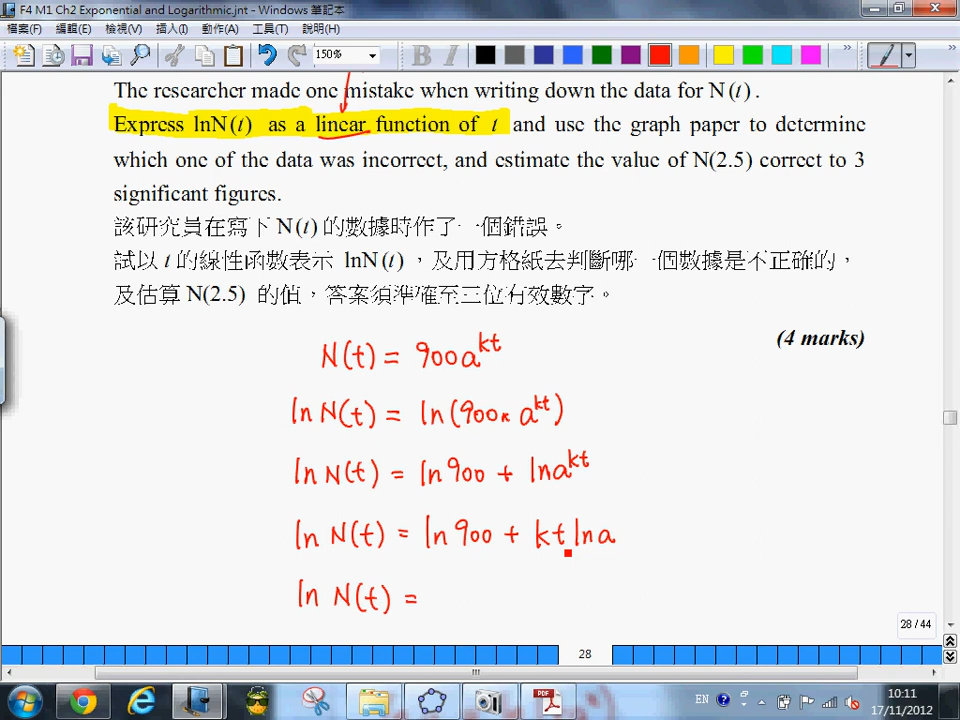 F4 M1 Ch2 Exponential and Logarithmic.jnt - Windows 筆記本
檔案(F) 編輯(E) 檢視(V) 插入(I) 動作(A) 工具(T) 說明(H)
150% B I
The researcher made one mistake when writing down the data for N(t).
Express lnN(t) as a linear function of t and use the graph paper to determine
which one of the data was incorrect, and estimate the value of N(2.5) correct to 3
significant figures.
該研究員在寫下 N(t) 的數據時作了一個錯誤。
試以 t 的線性函數表示 lnN(t)，及用方格紙去判斷哪一個數據是不正確的，
及估算 N(2.5) 的值，答案須準確至三位有效數字。
(4 marks)
N(t) = 900a^{kt}
ln N(t) = ln(900 × a^{kt})
ln N(t) = ln 900 + ln a^{kt}
ln N(t) = ln 900 + kt ln a
ln N(t) =
28 / 44
28
EN
10:11
17/11/2012
PDF